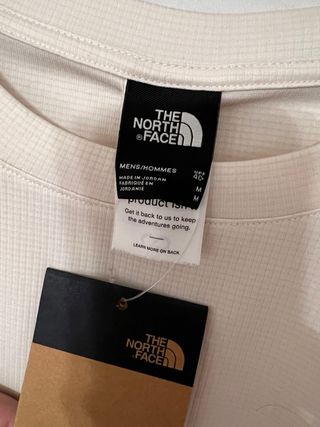 THE
NORTH
®FACE
MENS/HOMMES
MADE IN JORDAN
FABRIQUÉ EN
JORDANIE
M
M
product isn't
Get it back to us to keep
the adventures going.
LEARN MORE ON BACK
THE
NORTH
FACE